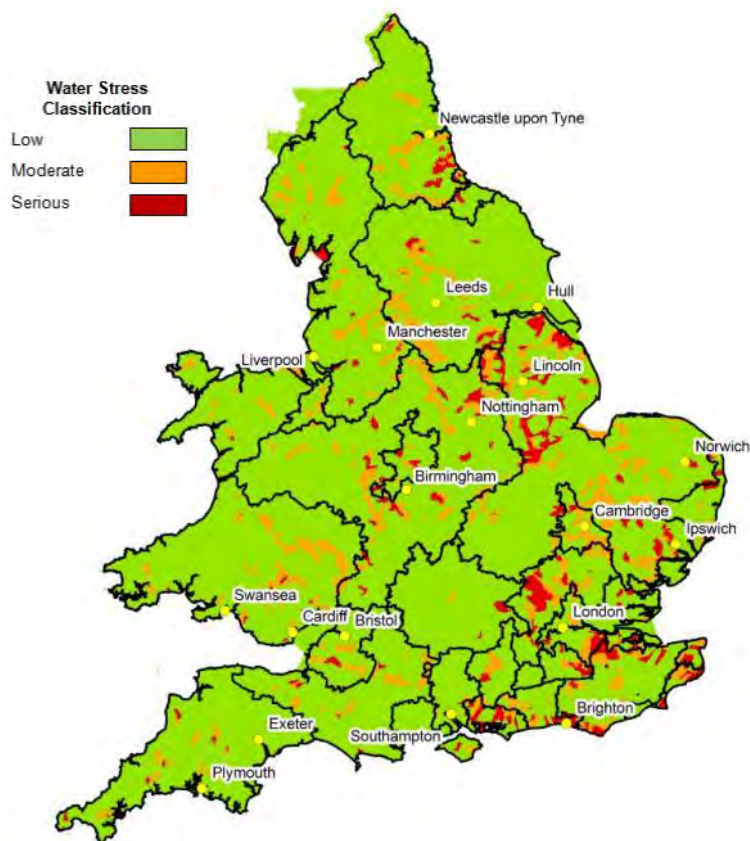 Water Stress
Classification
Low
Moderate
Serious
Newcastle upon Tyne
Leeds
Hull
Manchester
Liverpool
Lincoln
Nottingham
Norwich
Birmingham
Cambridge
Ipswich
Swansea
Cardiff
Bristol
London
Brighton
Southampton
Exeter
Plymouth